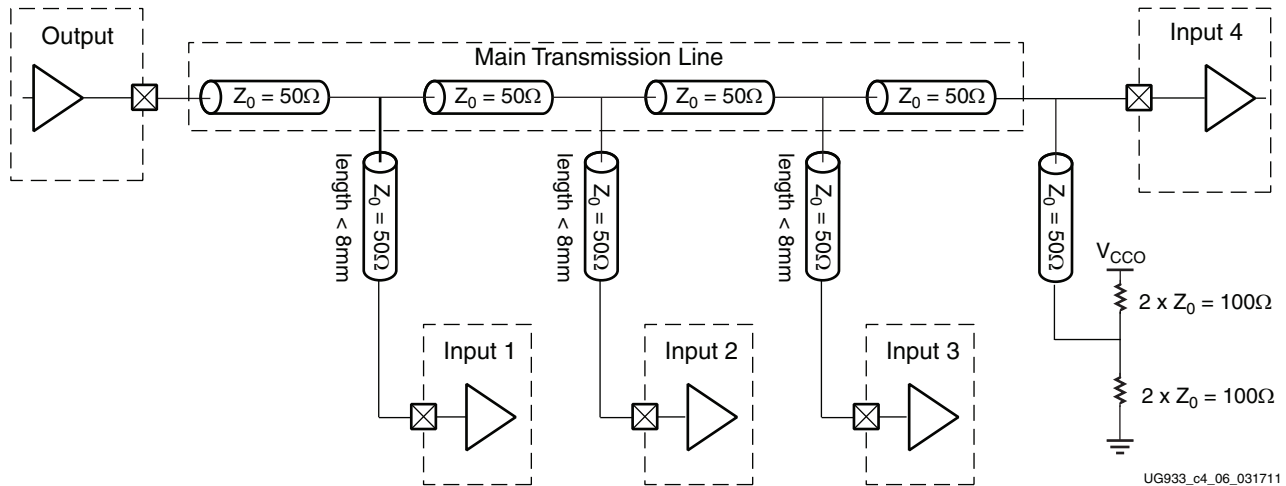 Output
Main Transmission Line
Input 4
Z0 = 50Ω
Z0 = 50Ω
Z0 = 50Ω
Z0 = 50Ω
length < 8mm
Z0 = 50Ω
length < 8mm
Z0 = 50Ω
length < 8mm
Z0 = 50Ω
Z0 = 50Ω
VCCO
2 x Z0 = 100Ω
Input 1
Input 2
Input 3
2 x Z0 = 100Ω
UG933_c4_06_031711